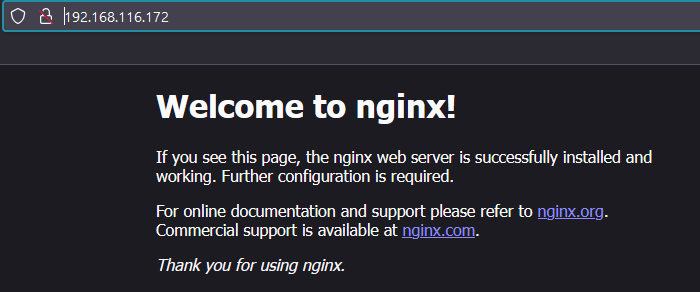 192.168.116.172
Welcome to nginx!
If you see this page, the nginx web server is successfully installed and
working. Further configuration is required.
For online documentation and support please refer to nginx.org.
Commercial support is available at nginx.com.
Thank you for using nginx.